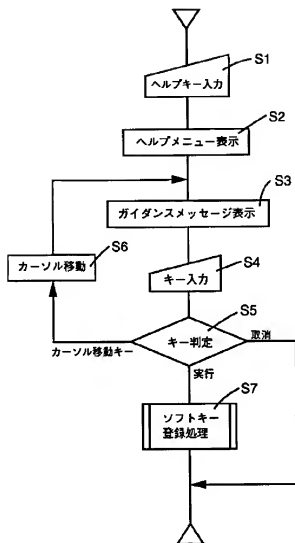 S1
ヘルプキー入力
S2
ヘルプメニュー表示
S3
ガイダンスメッセージ表示
S6
カーソル移動
S4
キー入力
S5
キー判定
取消
カーソル移動キー
実行
S7
ソフトキー
登録処理